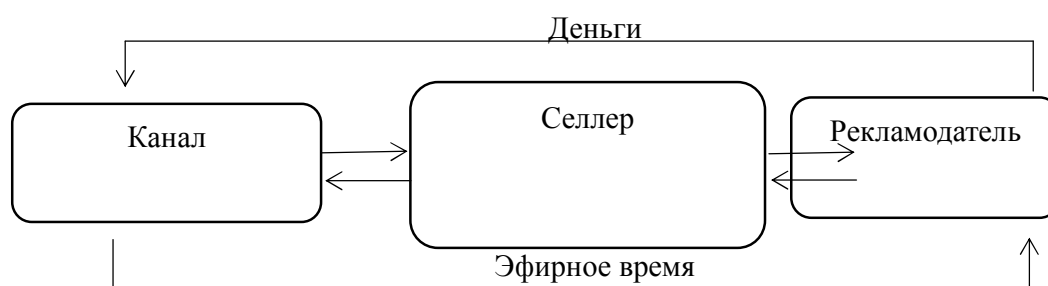 Деньги
Канал
Селлер
Рекламодатель
Эфирное время